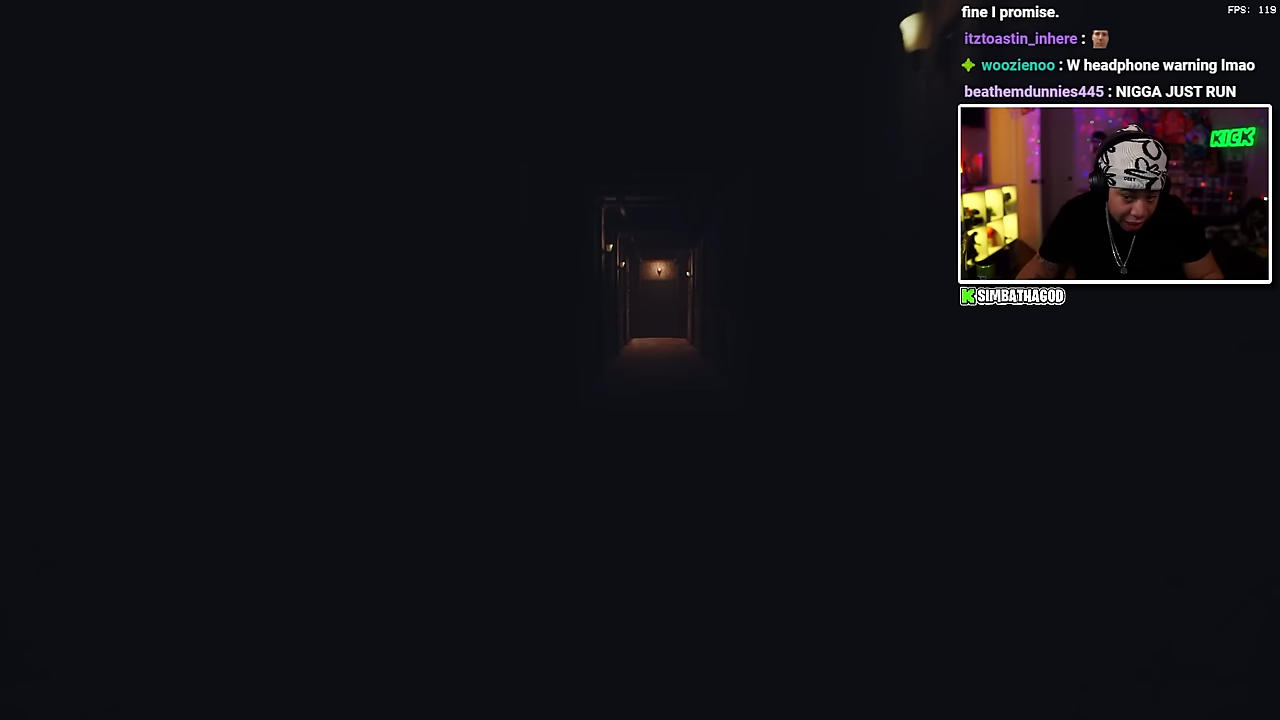 fine I promise.
FPS: 119
itztoastin_inhere :
woozienoo : W headphone warning lmao
beathemdunnies445 : NIGGA JUST RUN
KICK
K SIMBATHAGOD